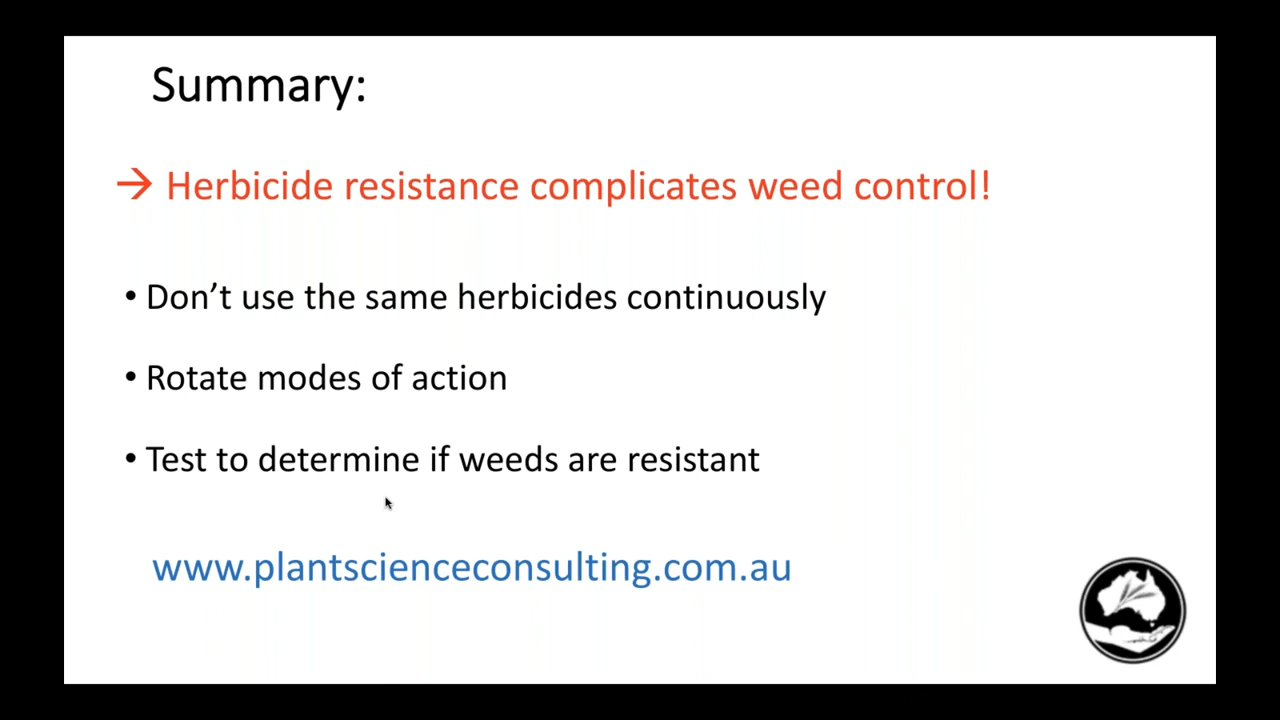 Summary:
→ Herbicide resistance complicates weed control!
• Don’t use the same herbicides continuously
• Rotate modes of action
• Test to determine if weeds are resistant
www.plantscienceconsulting.com.au